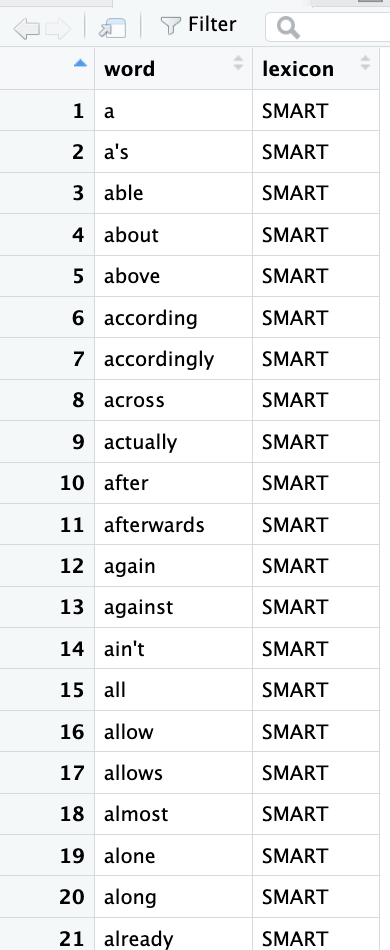 Filter
word lexicon
1 a SMART
2 a's SMART
3 able SMART
4 about SMART
5 above SMART
6 according SMART
7 accordingly SMART
8 across SMART
9 actually SMART
10 after SMART
11 afterwards SMART
12 again SMART
13 against SMART
14 ain't SMART
15 all SMART
16 allow SMART
17 allows SMART
18 almost SMART
19 alone SMART
20 along SMART
21 already SMART